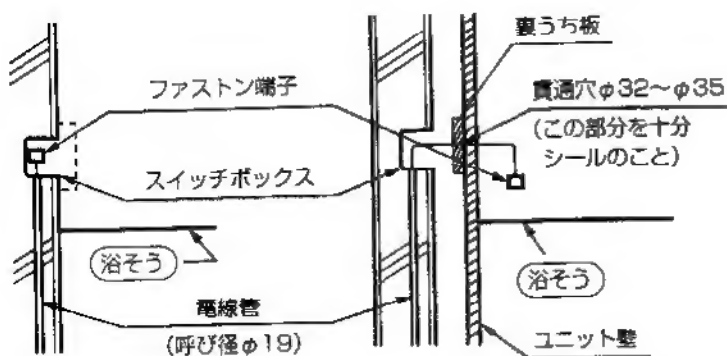 裏うち板
ファストン端子
貫通穴φ32～φ35
(この部分を十分
シールのこと)
スイッチボックス
浴そう
浴そう
電線管
(呼び径φ19)
ユニット壁